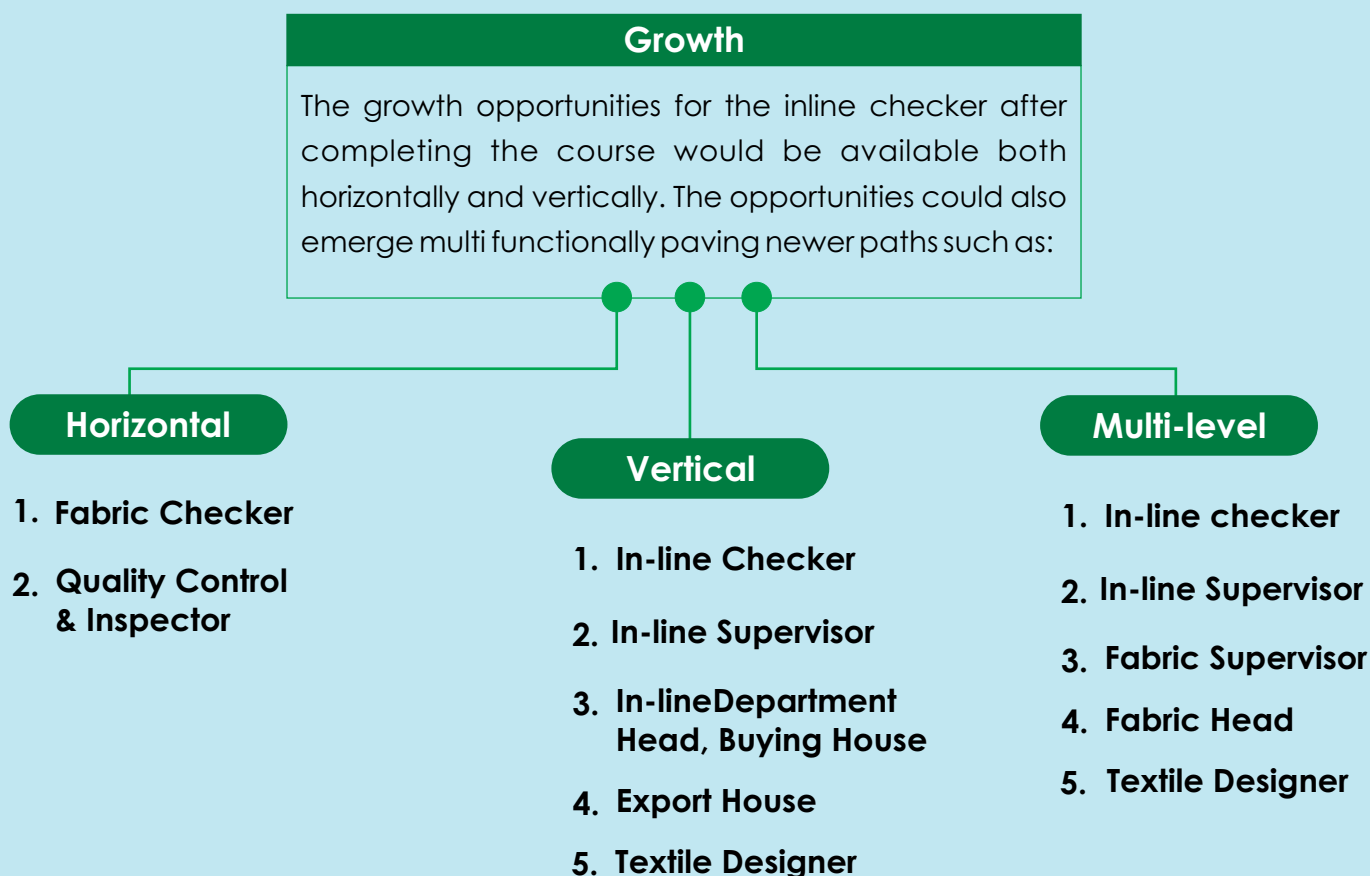 Growth
The growth opportunities for the inline checker after
completing the course would be available both
horizontally and vertically. The opportunities could also
emerge multi functionally paving newer paths such as:
Horizontal
1. Fabric Checker
2. Quality Control
& Inspector
Vertical
1. In-line Checker
2. In-line Supervisor
3. In-lineDepartment
Head, Buying House
4. Export House
5. Textile Designer
Multi-level
1. In-line checker
2. In-line Supervisor
3. Fabric Supervisor
4. Fabric Head
5. Textile Designer